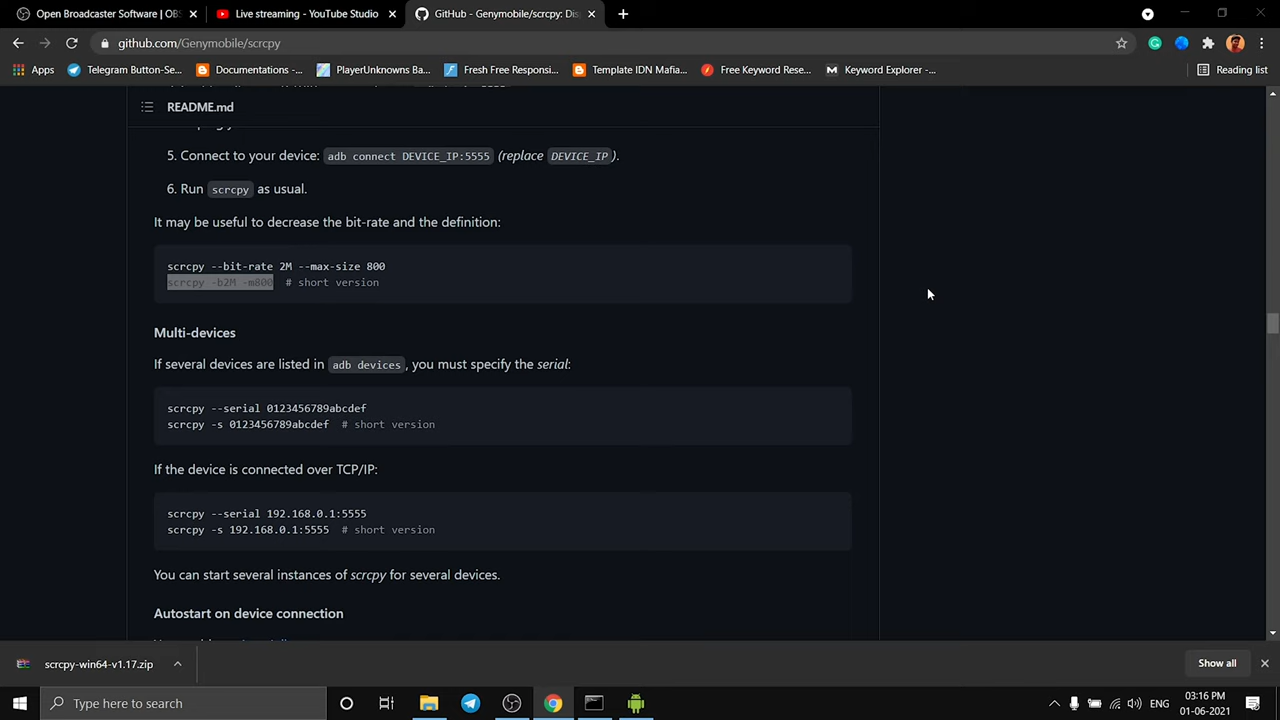 Open Broadcaster Software | OBS
Live streaming - YouTube Studio
GitHub - Genymobile/scrcpy: Dis
github.com/Genymobile/scrcpy
Apps
Telegram Button-Se...
Documentations -...
PlayerUnknowns Ba...
Fresh Free Responsi...
Template IDN Mafia...
Free Keyword Rese...
Keyword Explorer -...
Reading list
README.md
5. Connect to your device: adb connect DEVICE_IP:5555 (replace DEVICE_IP).
6. Run scrcpy as usual.
It may be useful to decrease the bit-rate and the definition:
scrcpy --bit-rate 2M --max-size 800
scrcpy -b2M -m800 # short version
Multi-devices
If several devices are listed in adb devices, you must specify the serial:
scrcpy --serial 0123456789abcdef
scrcpy -s 0123456789abcdef # short version
If the device is connected over TCP/IP:
scrcpy --serial 192.168.0.1:5555
scrcpy -s 192.168.0.1:5555 # short version
You can start several instances of scrcpy for several devices.
Autostart on device connection
scrcpy-win64-v1.17.zip
Show all
Type here to search
ENG
03:16 PM
01-06-2021